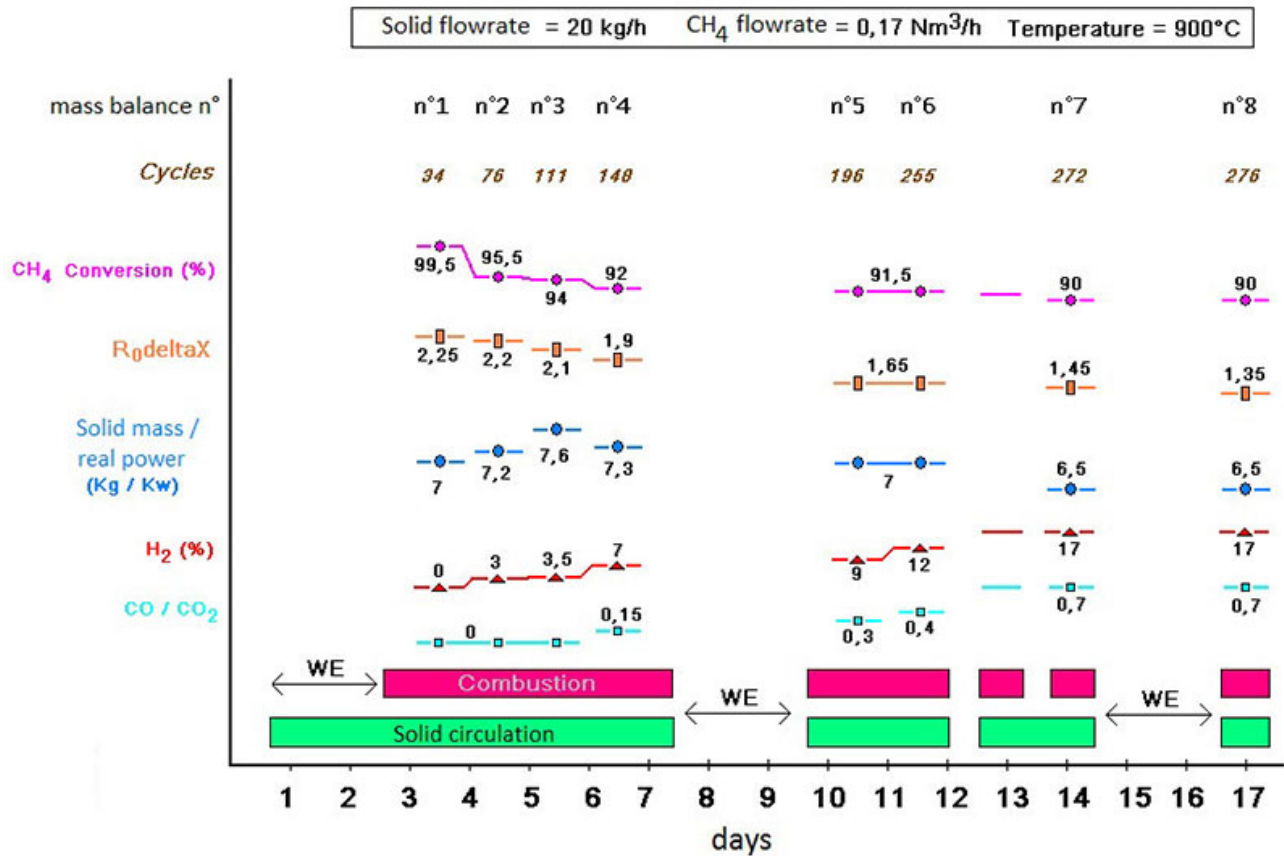 Solid flowrate = 20 kg/h CH4 flowrate = 0,17 Nm³/h Temperature = 900°C
mass balance n° n°1 n°2 n°3 n°4 n°5 n°6 n°7 n°8
Cycles 34 76 111 148 196 255 272 276
CH4 Conversion (%) 99,5 95,5 94 92 91,5 90 90
R0deltaX 2,25 2,2 2,1 1,9 1,65 1,45 1,35
Solid mass /
real power
(Kg / Kw) 7 7,2 7,6 7,3 7 6,5 6,5
H2 (%) 0 3 3,5 7 9 12 17 17
CO / CO2 0 0,15 0,3 0,4 0,7 0,7
WE Combustion WE WE
Solid circulation
1 2 3 4 5 6 7 8 9 10 11 12 13 14 15 16 17
days